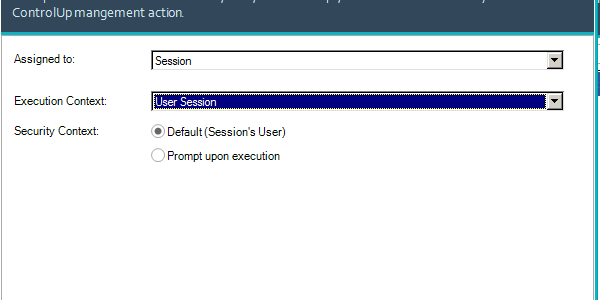 ControlUp mangement action.
Assigned to:
Session
Execution Context:
User Session
Security Context:
Default (Session's User)
Prompt upon execution